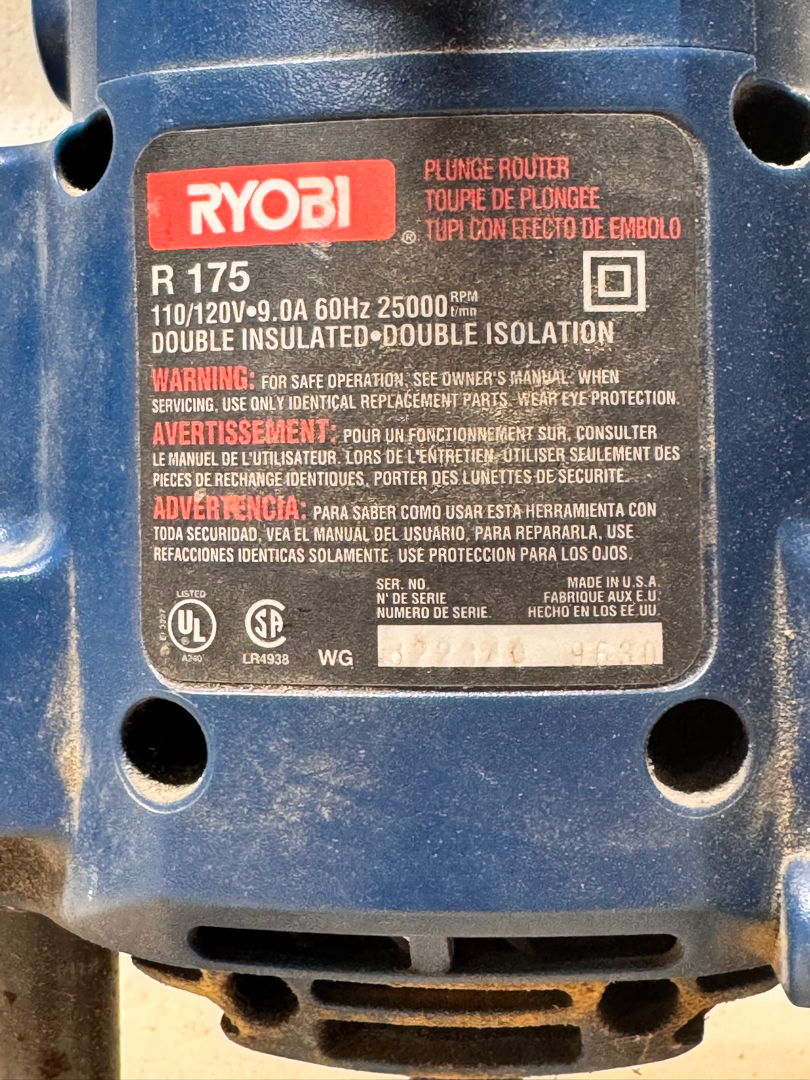 RYOBI
®
PLUNGE ROUTER
TOUPIE DE PLONGEE
TUPI CON EFECTO DE EMBOLO
R 175
110/120V•9.0A 60Hz 25000 RPM t/mn
DOUBLE INSULATED•DOUBLE ISOLATION
WARNING: FOR SAFE OPERATION, SEE OWNER'S MANUAL. WHEN
SERVICING, USE ONLY IDENTICAL REPLACEMENT PARTS. WEAR EYE PROTECTION.
AVERTISSEMENT: POUR UN FONCTIONNEMENT SUR, CONSULTER
LE MANUEL DE L'UTILISATEUR. LORS DE L'ENTRETIEN, UTILISER SEULEMENT DES
PIECES DE RECHANGE IDENTIQUES, PORTER DES LUNETTES DE SECURITE.
ADVERTENCIA: PARA SABER COMO USAR ESTA HERRAMIENTA CON
TODA SEGURIDAD, VEA EL MANUAL DEL USUARIO, PARA REPARARLA, USE
REFACCIONES IDENTICAS SOLAMENTE. USE PROTECCION PARA LOS OJOS.
SER. NO.
N' DE SERIE
NUMERO DE SERIE
MADE IN U.S.A.
FABRIQUE AUX E.U.
HECHO EN LOS EE.UU.
LISTED
UL
®
A240
SA
LR4938
WG
9630